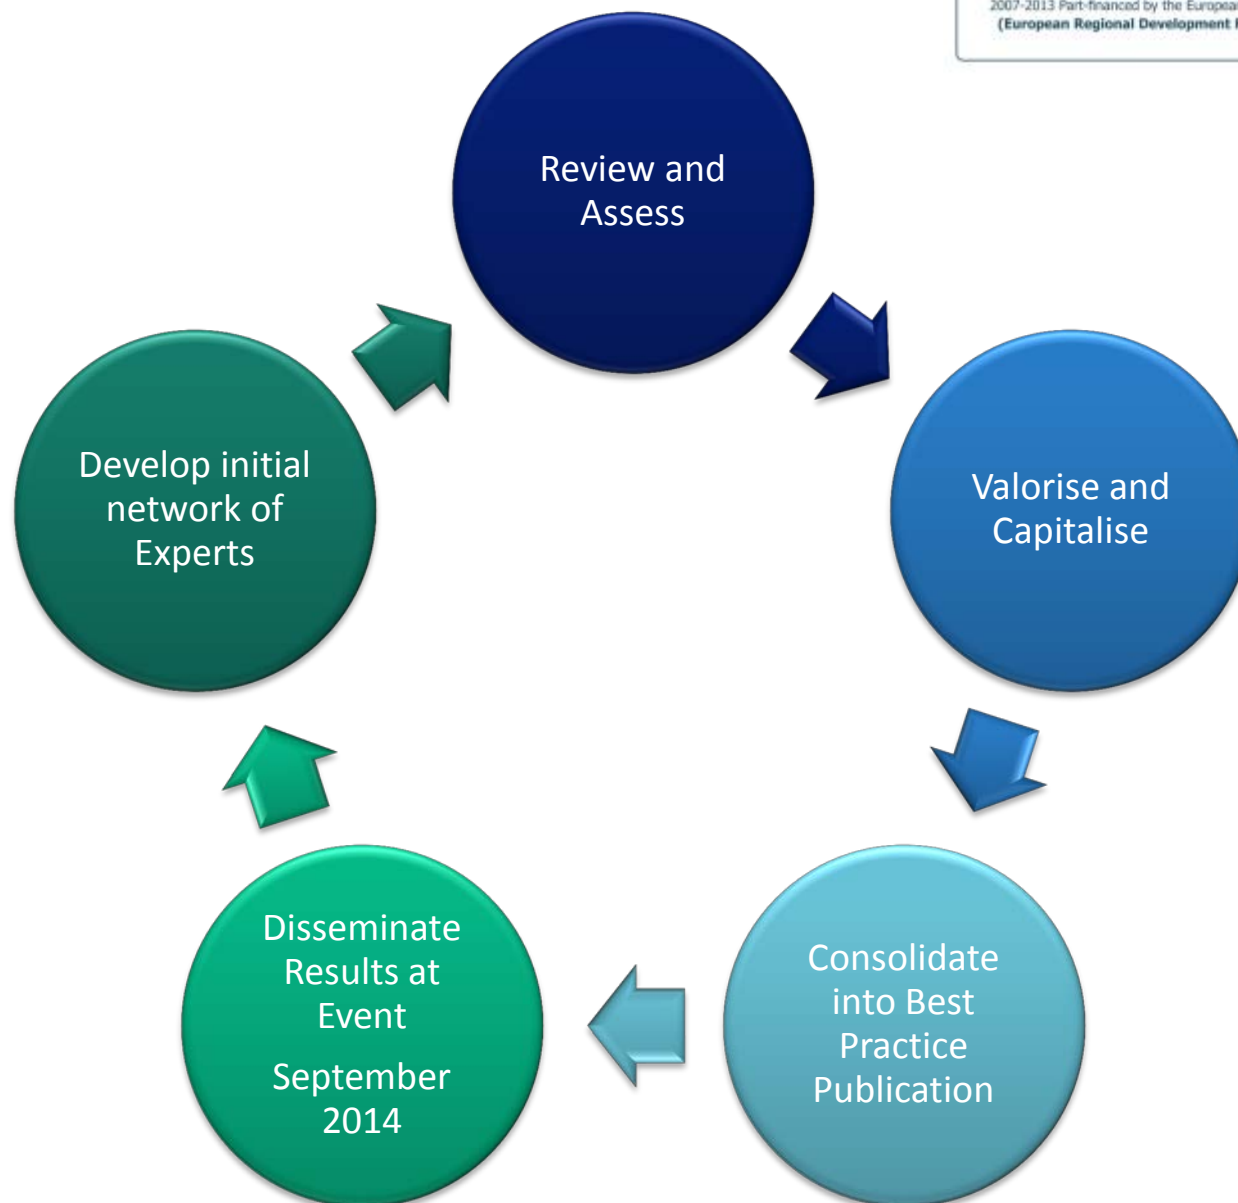 2007-2013 Part-financed by the European
(European Regional Development
Review and
Assess
Develop initial
network of
Experts
Valorise and
Capitalise
Disseminate
Results at
Event
September
2014
Consolidate
into Best
Practice
Publication